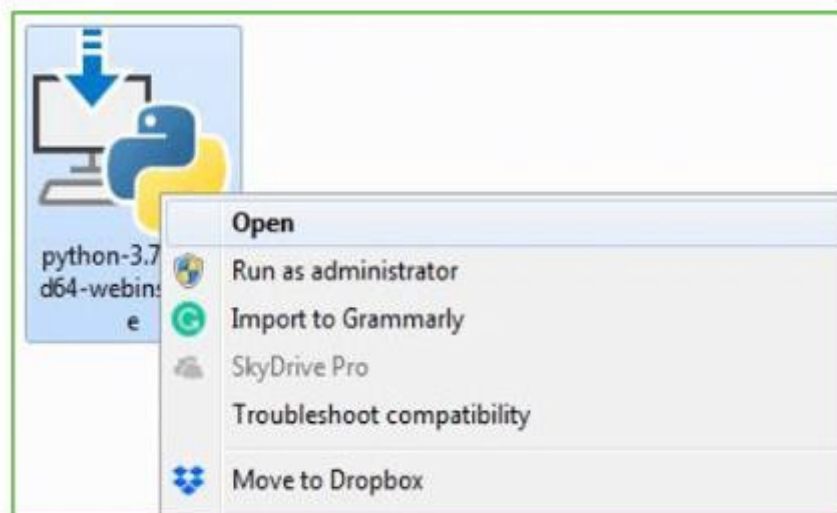 python-3.7
d64-webins
e
Open
Run as administrator
Import to Grammarly
SkyDrive Pro
Troubleshoot compatibility
Move to Dropbox